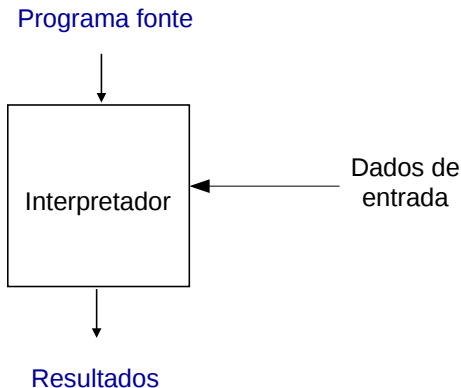 Programa fonte
Interpretador
Dados de
entrada
Resultados